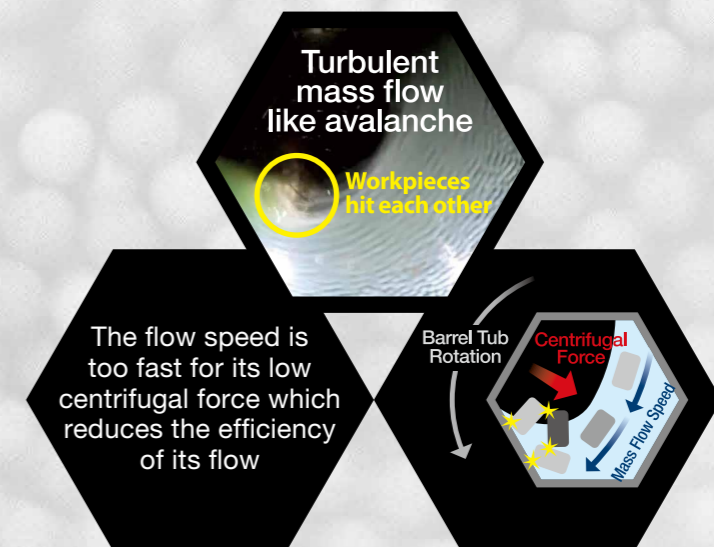 Turbulent
mass flow
like avalanche
Workpieces
hit each other
The flow speed is
too fast for its low
centrifugal force which
reduces the efficiency
of its flow
Barrel Tub
Rotation
Centrifugal
Force
Mass Flow Speed